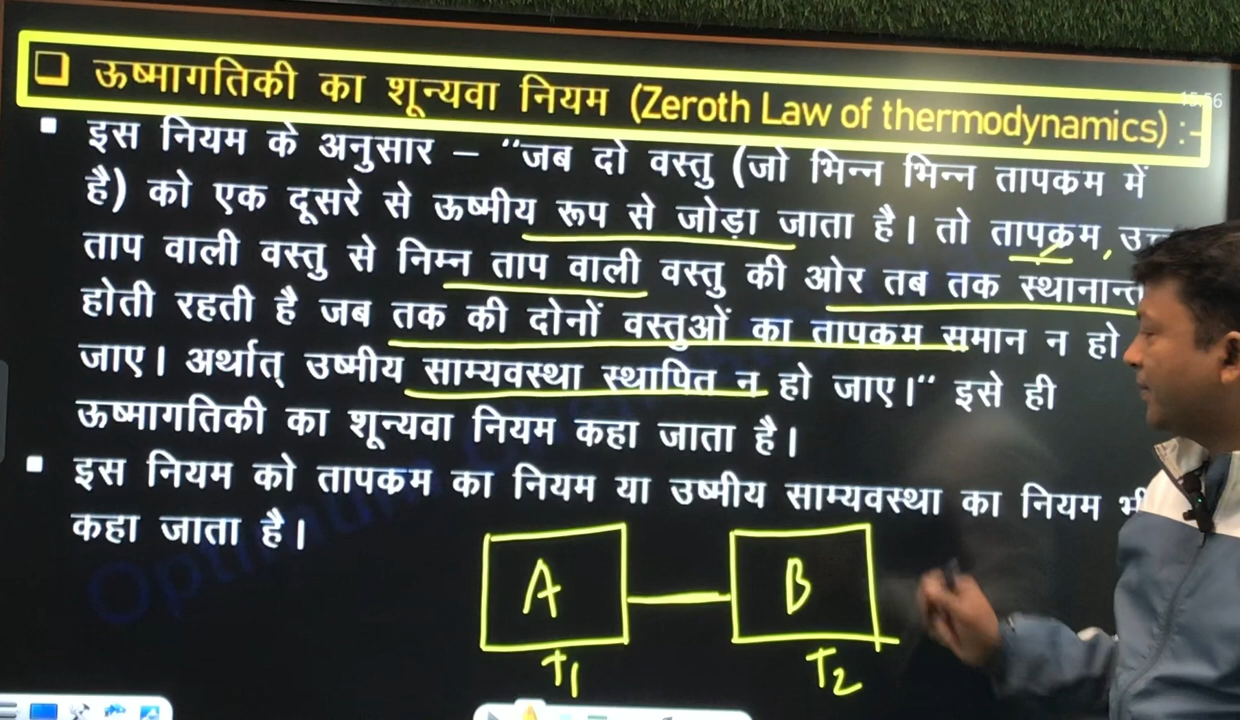 ❑ ऊष्मागतिकी का शून्यवा नियम (Zeroth Law of thermodynamics) :-
15:56
▪ इस नियम के अनुसार – “जब दो वस्तु (जो भिन्न भिन्न तापकम में
है) को एक दूसरे से ऊष्मीय रूप से जोड़ा जाता है। तो तापकम,
ताप वाली वस्तु से निम्न ताप वाली वस्तु की ओर तब तक
होती रहती है जब तक की दोनों वस्तुओं का तापकम समान न हो
जाए। अर्थात् उष्मीय साम्यवस्था स्थापित न हो जाए।“ इसे ही
ऊष्मागतिकी का शून्यवा नियम कहा जाता है।
▪ इस नियम को तापकम का नियम या उष्मीय साम्यवस्था का नियम
कहा जाता है।
A B
T1 T2